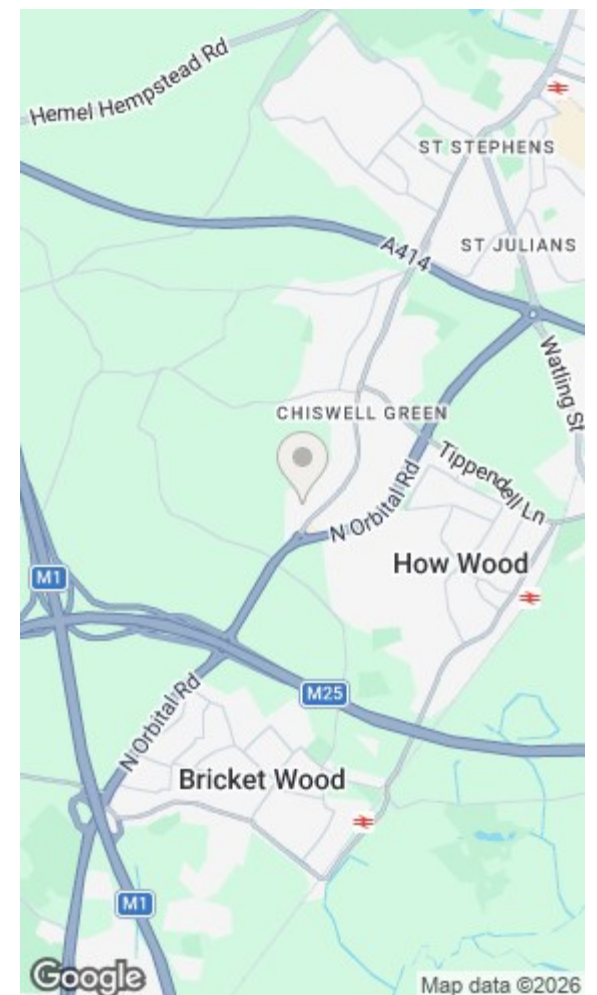 Hemel Hempstead Rd
ST STEPHENS
A414
ST JULIANS
Watling St
CHISWELL GREEN
Tippendell Ln
N Orbital Rd
How Wood
M1
M25
N Orbital Rd
Bricket Wood
M1
Google
Map data ©2026